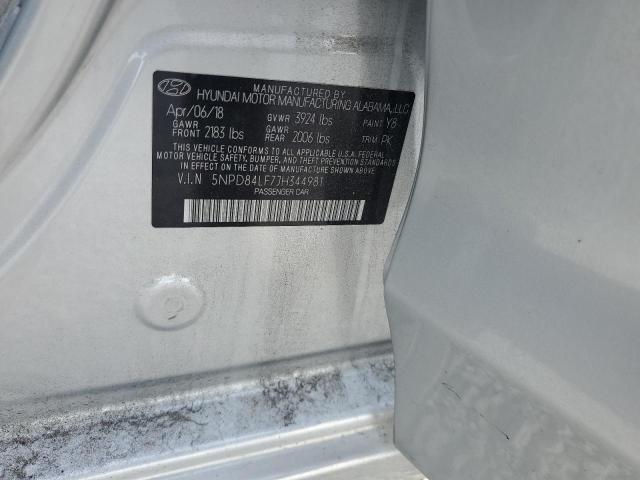 MANUFACTURED BY
HYUNDAI MOTOR MANUFACTURING ALABAMA, LLC
Apr/06/18 GVWR 3924 lbs PAINT Y8
GAWR FRONT 2183 lbs GAWR REAR 2006 lbs TRIM PK
THIS VEHICLE CONFORMS TO ALL APPLICABLE U.S.A. FEDERAL
MOTOR VEHICLE SAFETY, BUMPER, AND THEFT PREVENTION STANDARDS
IN EFFECT ON THE DATE OF MANUFACTURE SHOWN ABOVE.
V.I.N 5NPD84LF7JH344981
PASSENGER CAR